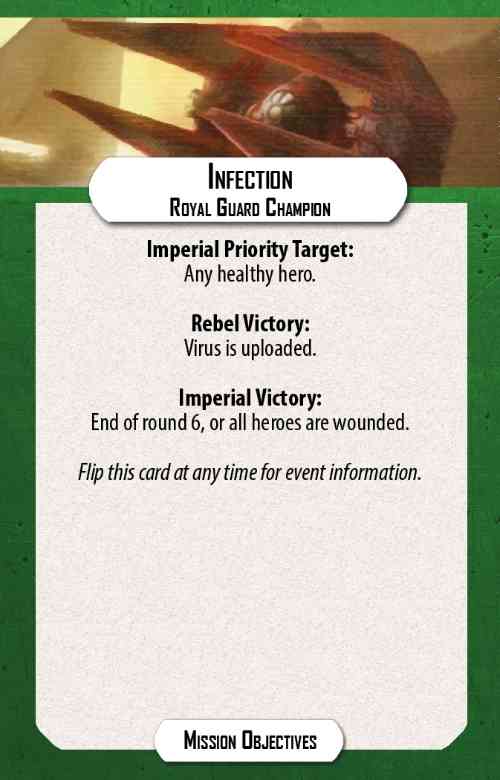 Infection
Royal Guard Champion
Imperial Priority Target:
Any healthy hero.
Rebel Victory:
Virus is uploaded.
Imperial Victory:
End of round 6, or all heroes are wounded.
Flip this card at any time for event information.
Mission Objectives